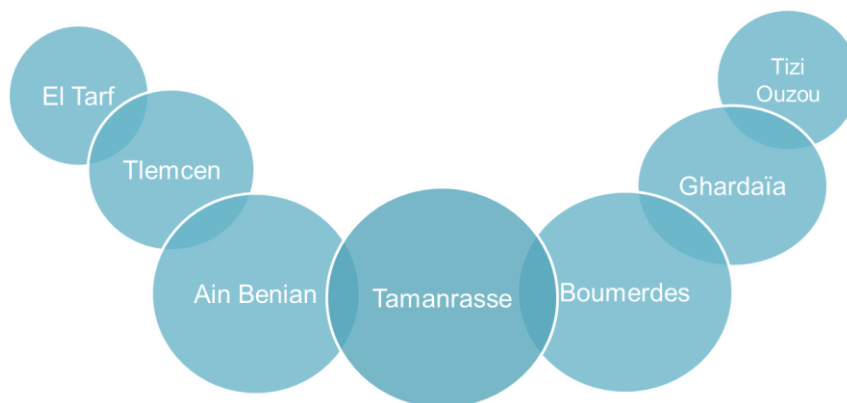 El Tarf
Tlemcen
Ain Benian
Tamanrasse
Boumerdes
Ghardaïa
Tizi
Ouzou